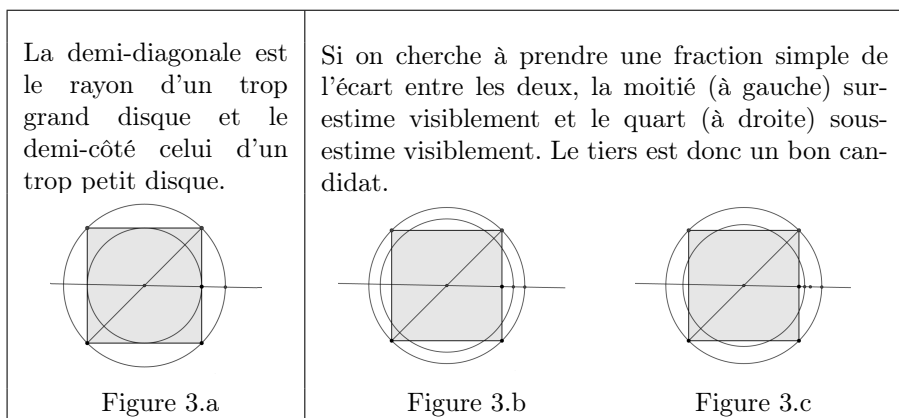 La demi-diagonale est
le rayon d'un trop
grand disque et le
demi-côté celui d'un
trop petit disque.
Figure 3.a
Si on cherche à prendre une fraction simple de
l'écart entre les deux, la moitié (à gauche) sur-
estime visiblement et le quart (à droite) sous-
estime visiblement. Le tiers est donc un bon can-
didat.
Figure 3.b
Figure 3.c